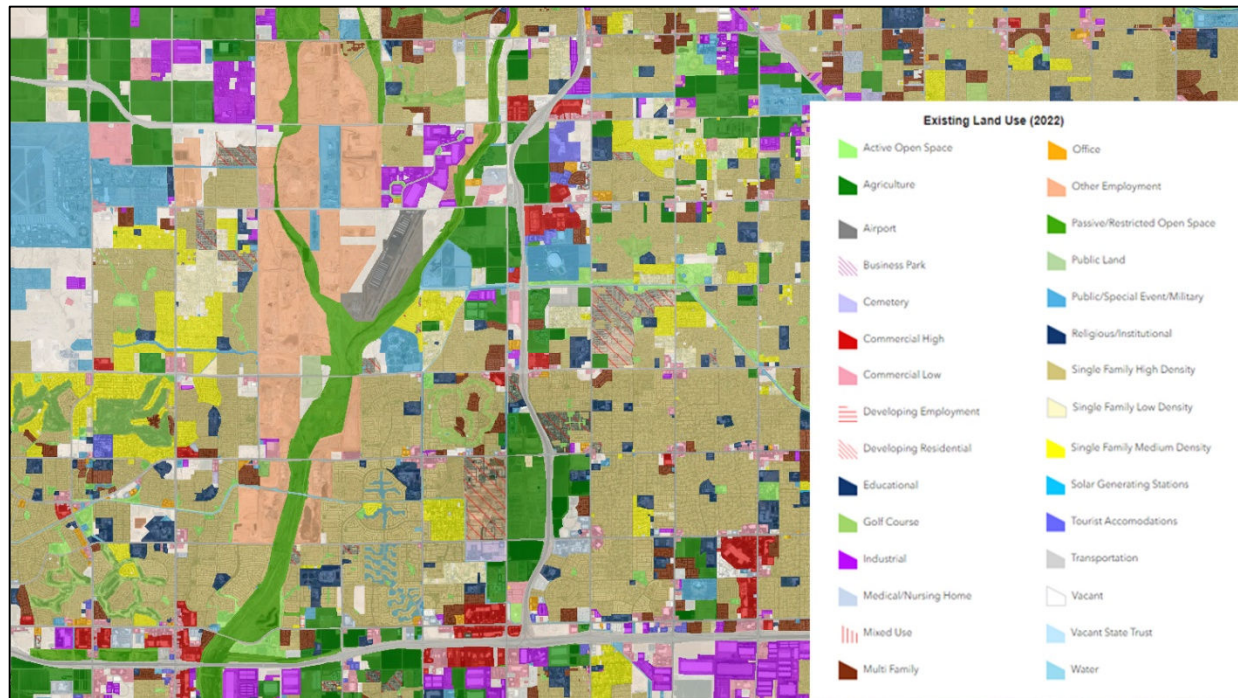 Existing Land Use (2022)
Active Open Space
Agriculture
Airport
Business Park
Cemetery
Commercial High
Commercial Low
Developing Employment
Developing Residential
Educational
Golf Course
Industrial
Medical/Nursing Home
Mixed Use
Multi Family
Office
Other Employment
Passive/Restricted Open Space
Public Land
Public/Special Event/Military
Religious/Institutional
Single Family High Density
Single Family Low Density
Single Family Medium Density
Solar Generating Stations
Tourist Accomodations
Transportation
Vacant
Vacant State Trust
Water